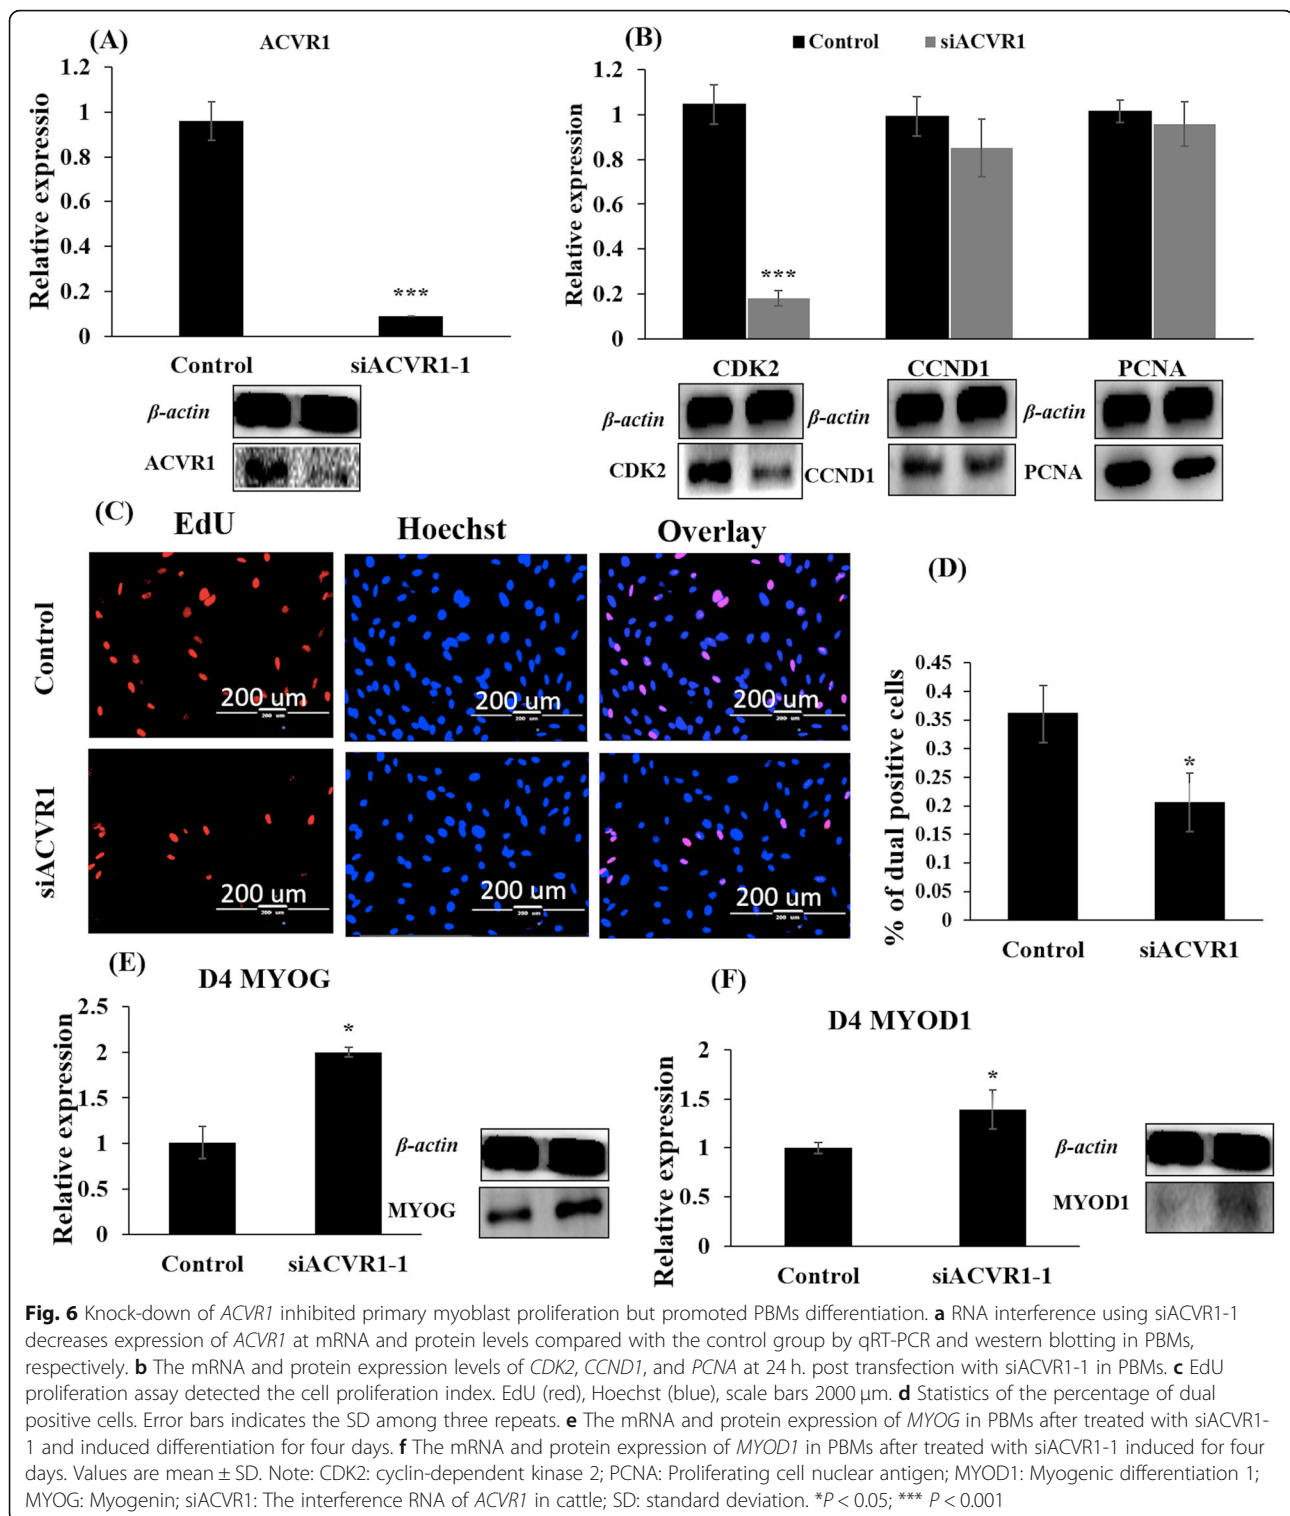 (A)
ACVR1
Relative expressio
1.2
1
0.8
0.6
0.4
0.2
0
***
Control siACVR1-1
β-actin
ACVR1
(B)
Control siACVR1
Relative expression
1.2
1
0.8
0.6
0.4
0.2
0
***
CDK2 CCND1 PCNA
β-actin β-actin β-actin
CDK2 CCND1 PCNA
(C)
EdU Hoechst Overlay
Control
200 um 200 um 200 um
200 um 200 um 200 um
siACVR1
200 um 200 um 200 um
200 um 200 um 200 um
(D)
% of dual positive cells
0.45
0.4
0.35
0.3
0.25
0.2
0.15
0.1
0.05
0
*
Control siACVR1
(E)
D4 MYOG
Relative expression
2.5
2
1.5
1
0.5
0
*
Control siACVR1-1
β-actin
MYOG
(F)
D4 MYOD1
Relative expression
2
1.5
1
0.5
0
*
Control siACVR1-1
β-actin
MYOD1
Fig. 6 Knock-down of ACVR1 inhibited primary myoblast proliferation but promoted PBMs differentiation. a RNA interference using siACVR1-1
decreases expression of ACVR1 at mRNA and protein levels compared with the control group by qRT-PCR and western blotting in PBMs,
respectively. b The mRNA and protein expression levels of CDK2, CCND1, and PCNA at 24 h. post transfection with siACVR1-1 in PBMs. c EdU
proliferation assay detected the cell proliferation index. EdU (red), Hoechst (blue), scale bars 2000 μm. d Statistics of the percentage of dual
positive cells. Error bars indicates the SD among three repeats. e The mRNA and protein expression of MYOG in PBMs after treated with siACVR1-
1 and induced differentiation for four days. f The mRNA and protein expression of MYOD1 in PBMs after treated with siACVR1-1 induced for four
days. Values are mean ± SD. Note: CDK2: cyclin-dependent kinase 2; PCNA: Proliferating cell nuclear antigen; MYOD1: Myogenic differentiation 1;
MYOG: Myogenin; siACVR1: The interference RNA of ACVR1 in cattle; SD: standard deviation. *P < 0.05; *** P < 0.001